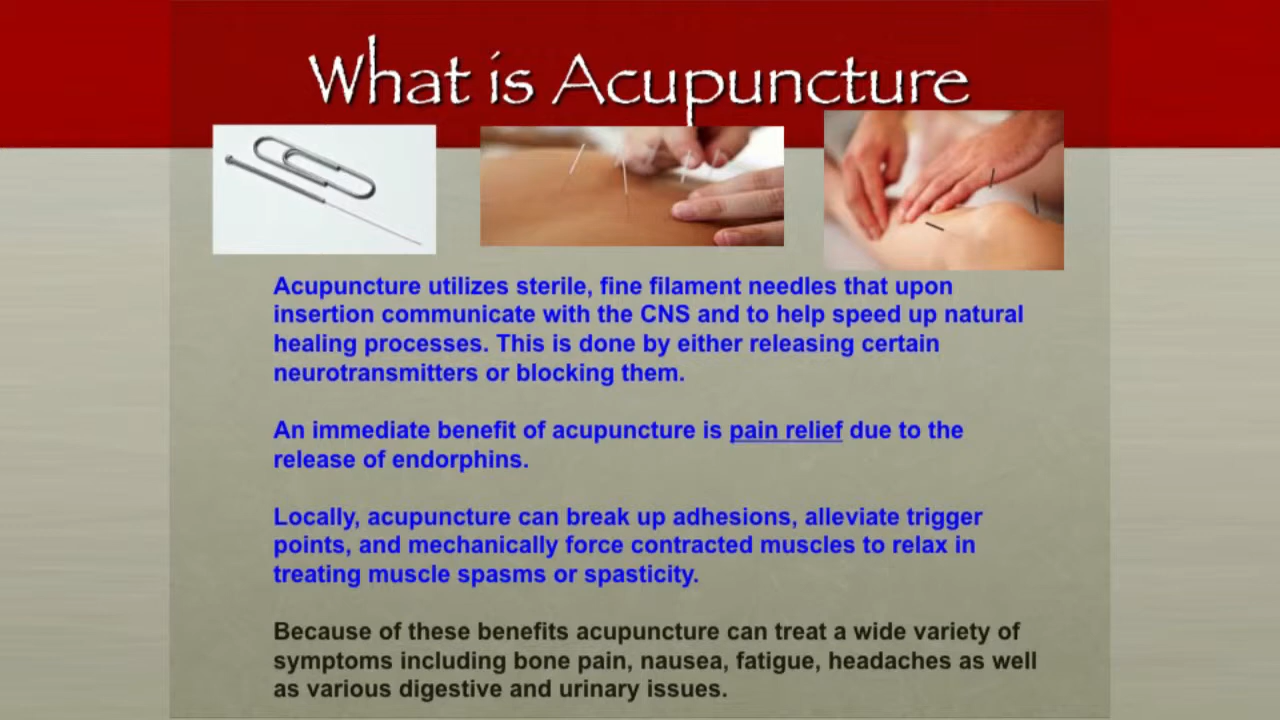 What is Acupuncture
Acupuncture utilizes sterile, fine filament needles that upon
insertion communicate with the CNS and to help speed up natural
healing processes. This is done by either releasing certain
neurotransmitters or blocking them.
An immediate benefit of acupuncture is pain relief due to the
release of endorphins.
Locally, acupuncture can break up adhesions, alleviate trigger
points, and mechanically force contracted muscles to relax in
treating muscle spasms or spasticity.
Because of these benefits acupuncture can treat a wide variety of
symptoms including bone pain, nausea, fatigue, headaches as well
as various digestive and urinary issues.